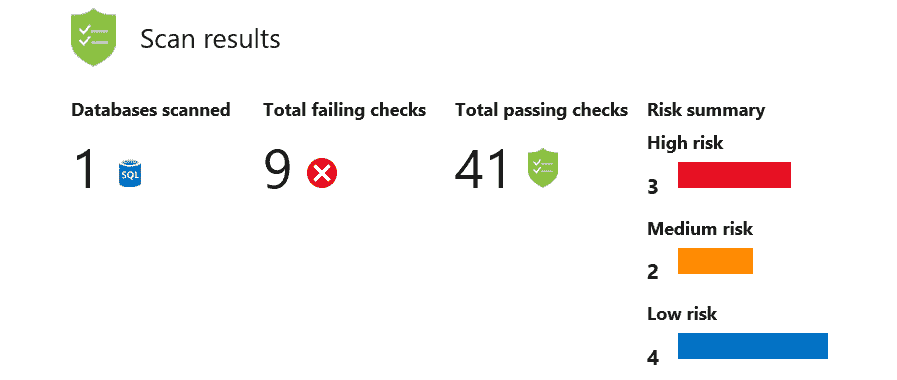 Scan results
Databases scanned
1
SQL
Total failing checks
9
Total passing checks
41
Risk summary
High risk
3
Medium risk
2
Low risk
4